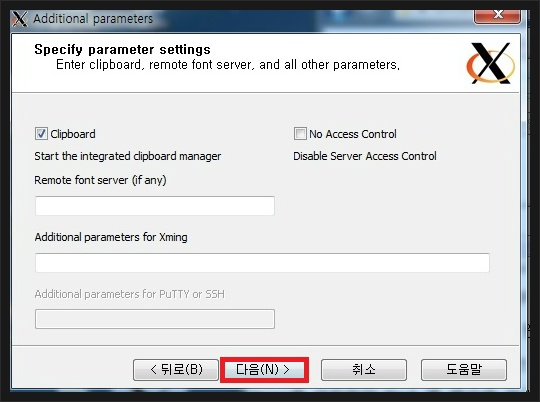 Additional parameters
Specify parameter settings
Enter clipboard, remote font server, and all other parameters,
Clipboard
No Access Control
Start the integrated clipboard manager
Disable Server Access Control
Remote font server (if any)
Additional parameters for Xming
Additional parameters for PuTTY or SSH
< 뒤로(B)
다음(N) >
취소
도움말